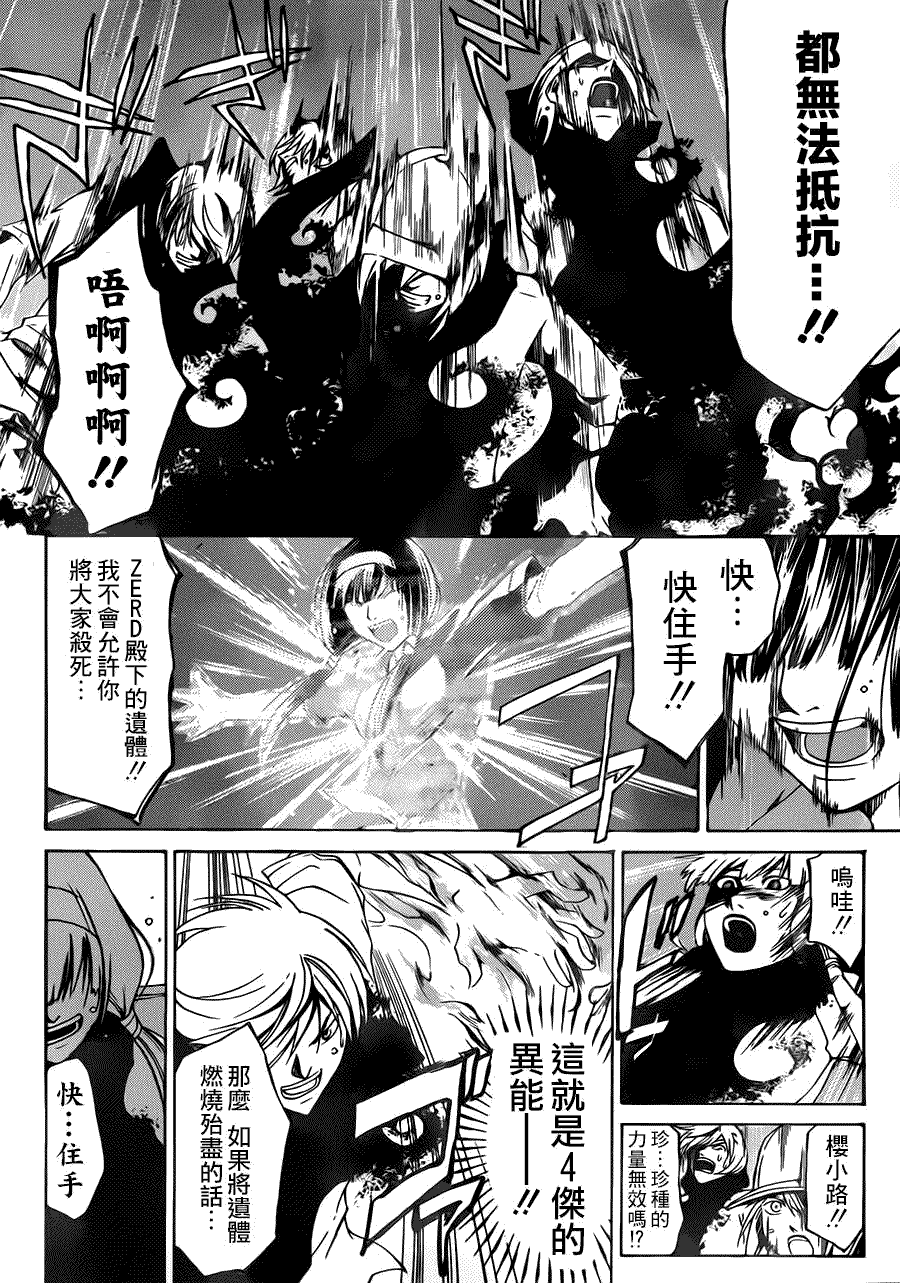 都無法抵抗…!!
唔啊啊啊!!
快…
快住手!!
ZERD殿下的遺體!!
我不會允許你
將大家殺死…
嗚哇!!
櫻小路!!
珍…珍種的
力量無效嗎!?
這就是4傑的
異能──!!
那麼 如果將遺體
燃燒殆盡的話…
快…住手